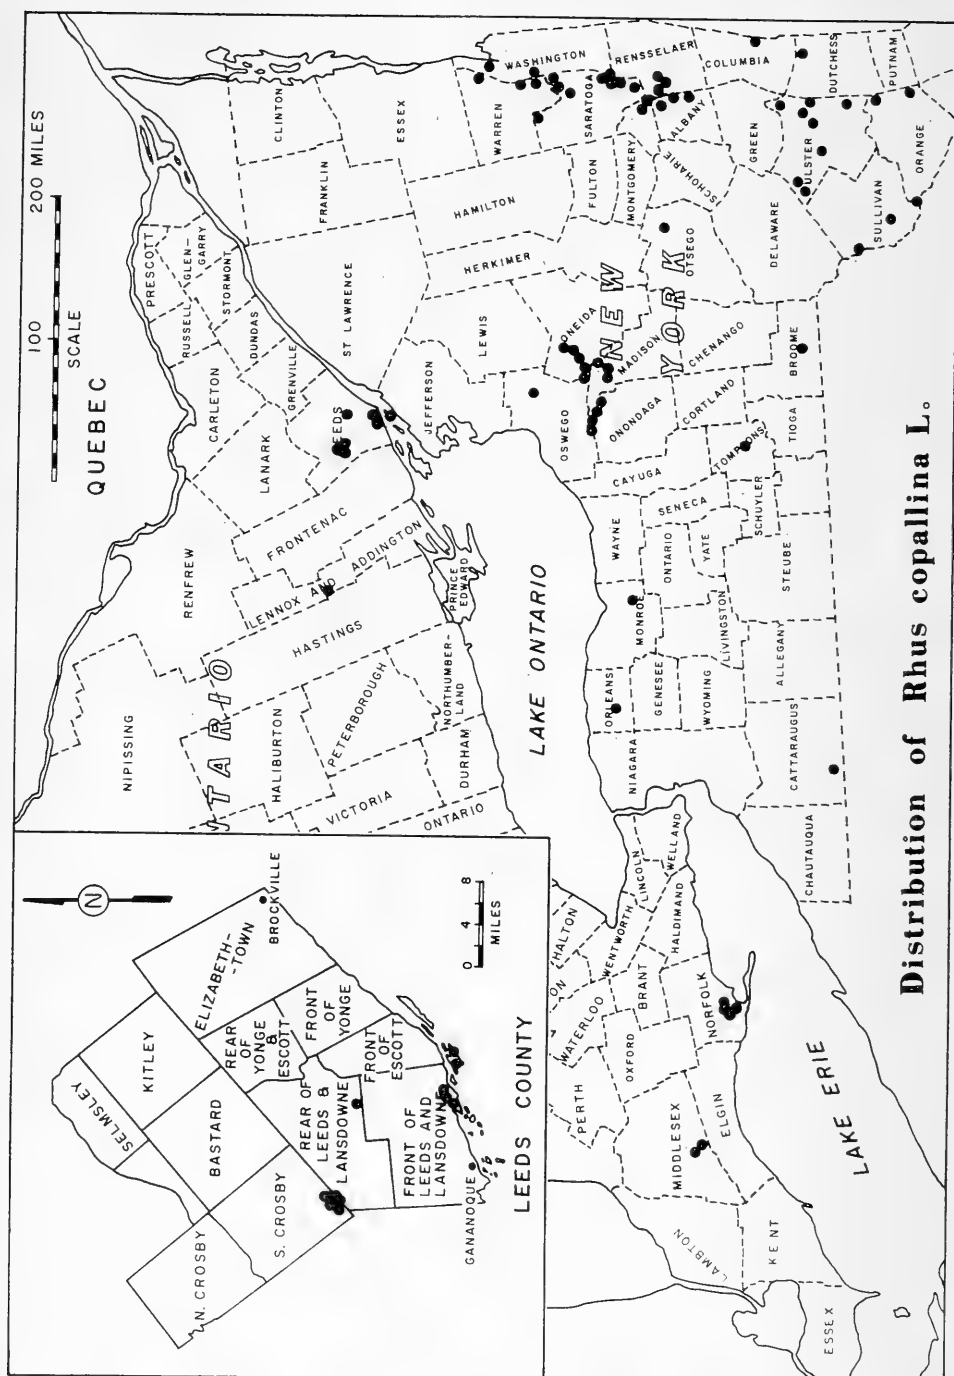 200 MILES
100
SCALE
QUEBEC
NIPISSING
RENFREW
PRESCOTT
RUSSELL
GLEN-
GARRY
STORMONT
DUNDAS
CARLETON
GRENVILLE
LANARK
LEEDS
FRONTENAC
LENNOX AND ADDINGTON
HASTINGS
PRINCE
EDWARD
HALIBURTON
PETERBOROUGH
NORTHUMBER-
LAND
VICTORIA
DURHAM
ONTARIO
TARIO
LAKE ONTARIO
CLINTON
FRANKLIN
ESSEX
ST LAWRENCE
JEFFERSON
LEWIS
HERKIMER
HAMILTON
WARREN
WASHINGTON
SARATOGA
FULTON
MONTGOMERY
RENSSELAER
ALBANY
SCHOHARIE
COLUMBIA
GREEN
DUTCHESS
PUTNAM
ULSTER
ORANGE
SULLIVAN
DELAWARE
OTSEGO
NEW
YORK
ONEIDA
MADISON
CHENANGO
BROOME
OSWEGO
ONONDAGA
CORTLAND
TIOGA
CAYUGA
TOMPKINS
SENECA
SCHUYLER
WAYNE
ONTARIO
YATE
STEUBE
MONROE
LIVINGSTON
ALLEGANY
ORLEANS
GENESEE
WYOMING
NIAGARA
CATTARAUGUS
CHAUTAUQUA
WELLAND
LINCOLN
HALDIMAND
WENTWORTH
HALTON
ON
WATERLOO
BRANT
NORFOLK
OXFORD
PERTH
MIDDLESEX
ELGIN
LAMBTON
KENT
ESSEX
LAKE ERIE
N
N. CROSBY
S. CROSBY
SELMSLEY
KITLEY
BASTARD
ELIZABETH-
-TOWN
BROCKVILLE
REAR
OF
YONGE
&
ESCOTT
FRONT
OF
YONGE
REAR OF
LEEDS &
LANSDOWNE
FRONT
OF
ESCOTT
FRONT OF
LEEDS AND
LANSDOWNE
GANANOQUE
0 4 8
MILES
LEEDS COUNTY
Distribution of Rhus copallina L.